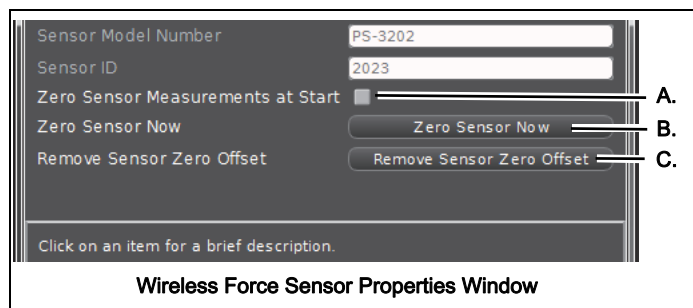 Sensor Model Number PS-3202
Sensor ID 2023
Zero Sensor Measurements at Start A.
Zero Sensor Now Zero Sensor Now B.
Remove Sensor Zero Offset Remove Sensor Zero Offset C.
Click on an item for a brief description.
Wireless Force Sensor Properties Window